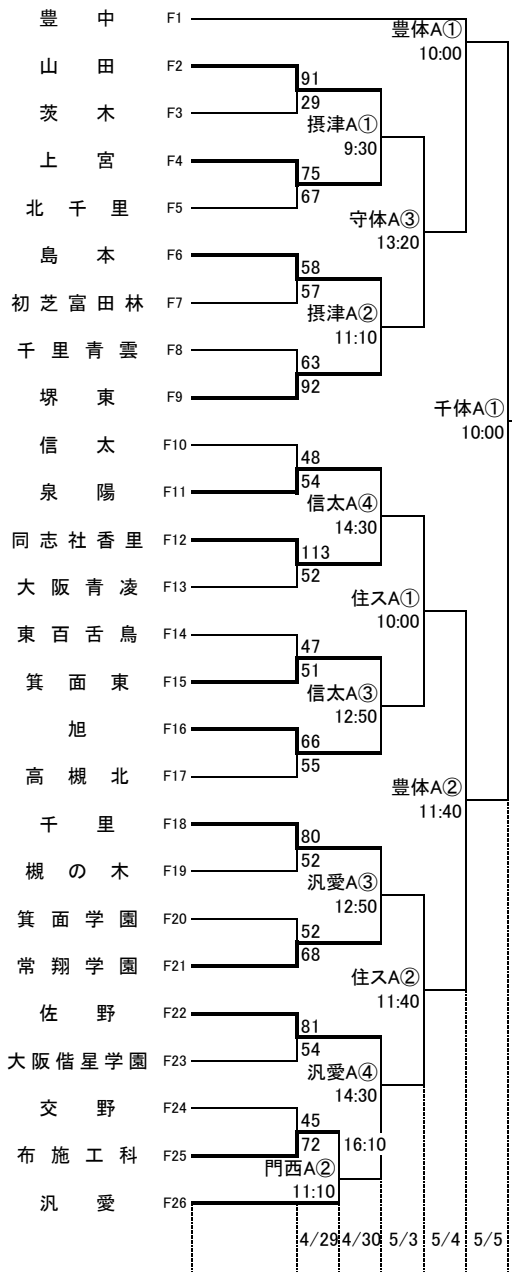 豊中 F1
豊体A①
10:00
山田 F2
91
茨木 F3
29
摂津A①
9:30
上宮 F4
75
北千里 F5
67
守体A③
13:20
島本 F6
58
初芝富田林 F7
57
摂津A②
11:10
千里青雲 F8
63
堺東 F9
92
千体A①
10:00
信太 F10
48
泉陽 F11
54
信太A④
14:30
同志社香里 F12
113
大阪青凌 F13
52
住スA①
10:00
東百舌鳥 F14
47
箕面東 F15
51
信太A③
12:50
旭 F16
66
高槻北 F17
55
豊体A②
11:40
千里 F18
80
槻の木 F19
52
汎愛A③
12:50
箕面学園 F20
52
常翔学園 F21
68
住スA②
11:40
佐野 F22
81
大阪偕星学園 F23
54
汎愛A④
14:30
交野 F24
45
布施工科 F25
72
16:10
門西A②
11:10
汎愛 F26
4/29 4/30 5/3 5/4 5/5